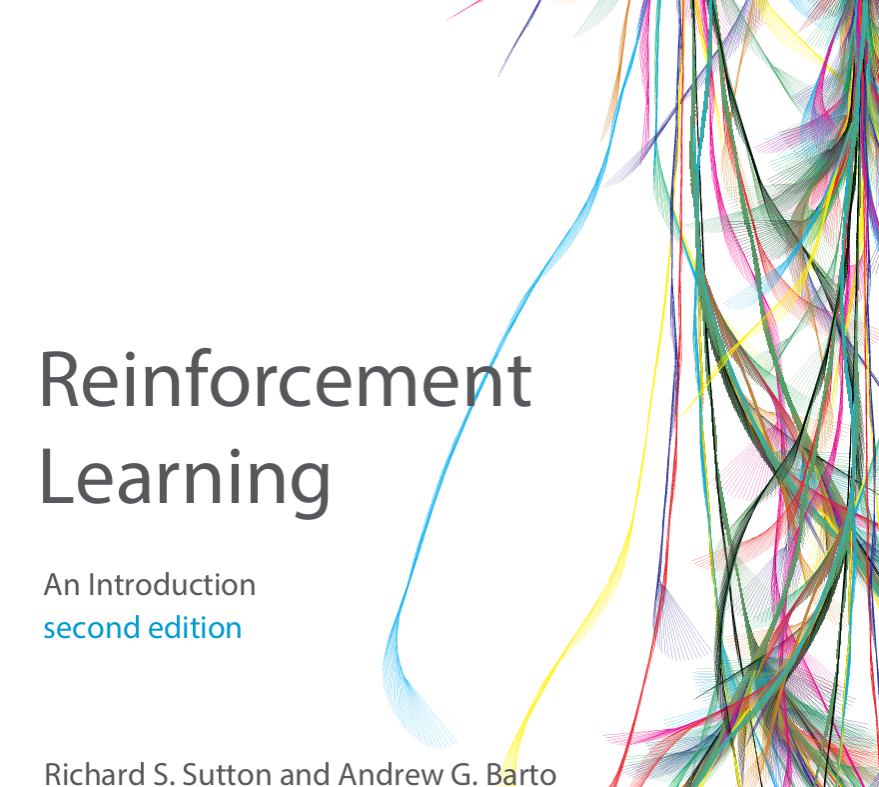 Reinforcement
Learning
An Introduction
second edition
Richard S. Sutton and Andrew G. Barto